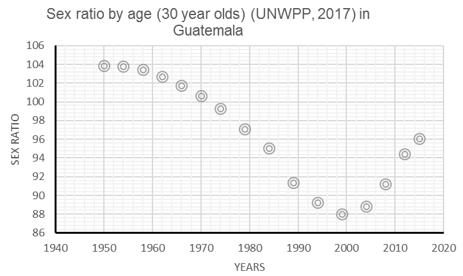 Sex ratio by age (30 year olds) (UNWPP, 2017) in
Guatemala
106
104
102
100
98
96
94
92
90
88
86
SEX RATIO
1940 1950 1960 1970 1980 1990 2000 2010 2020
YEARS